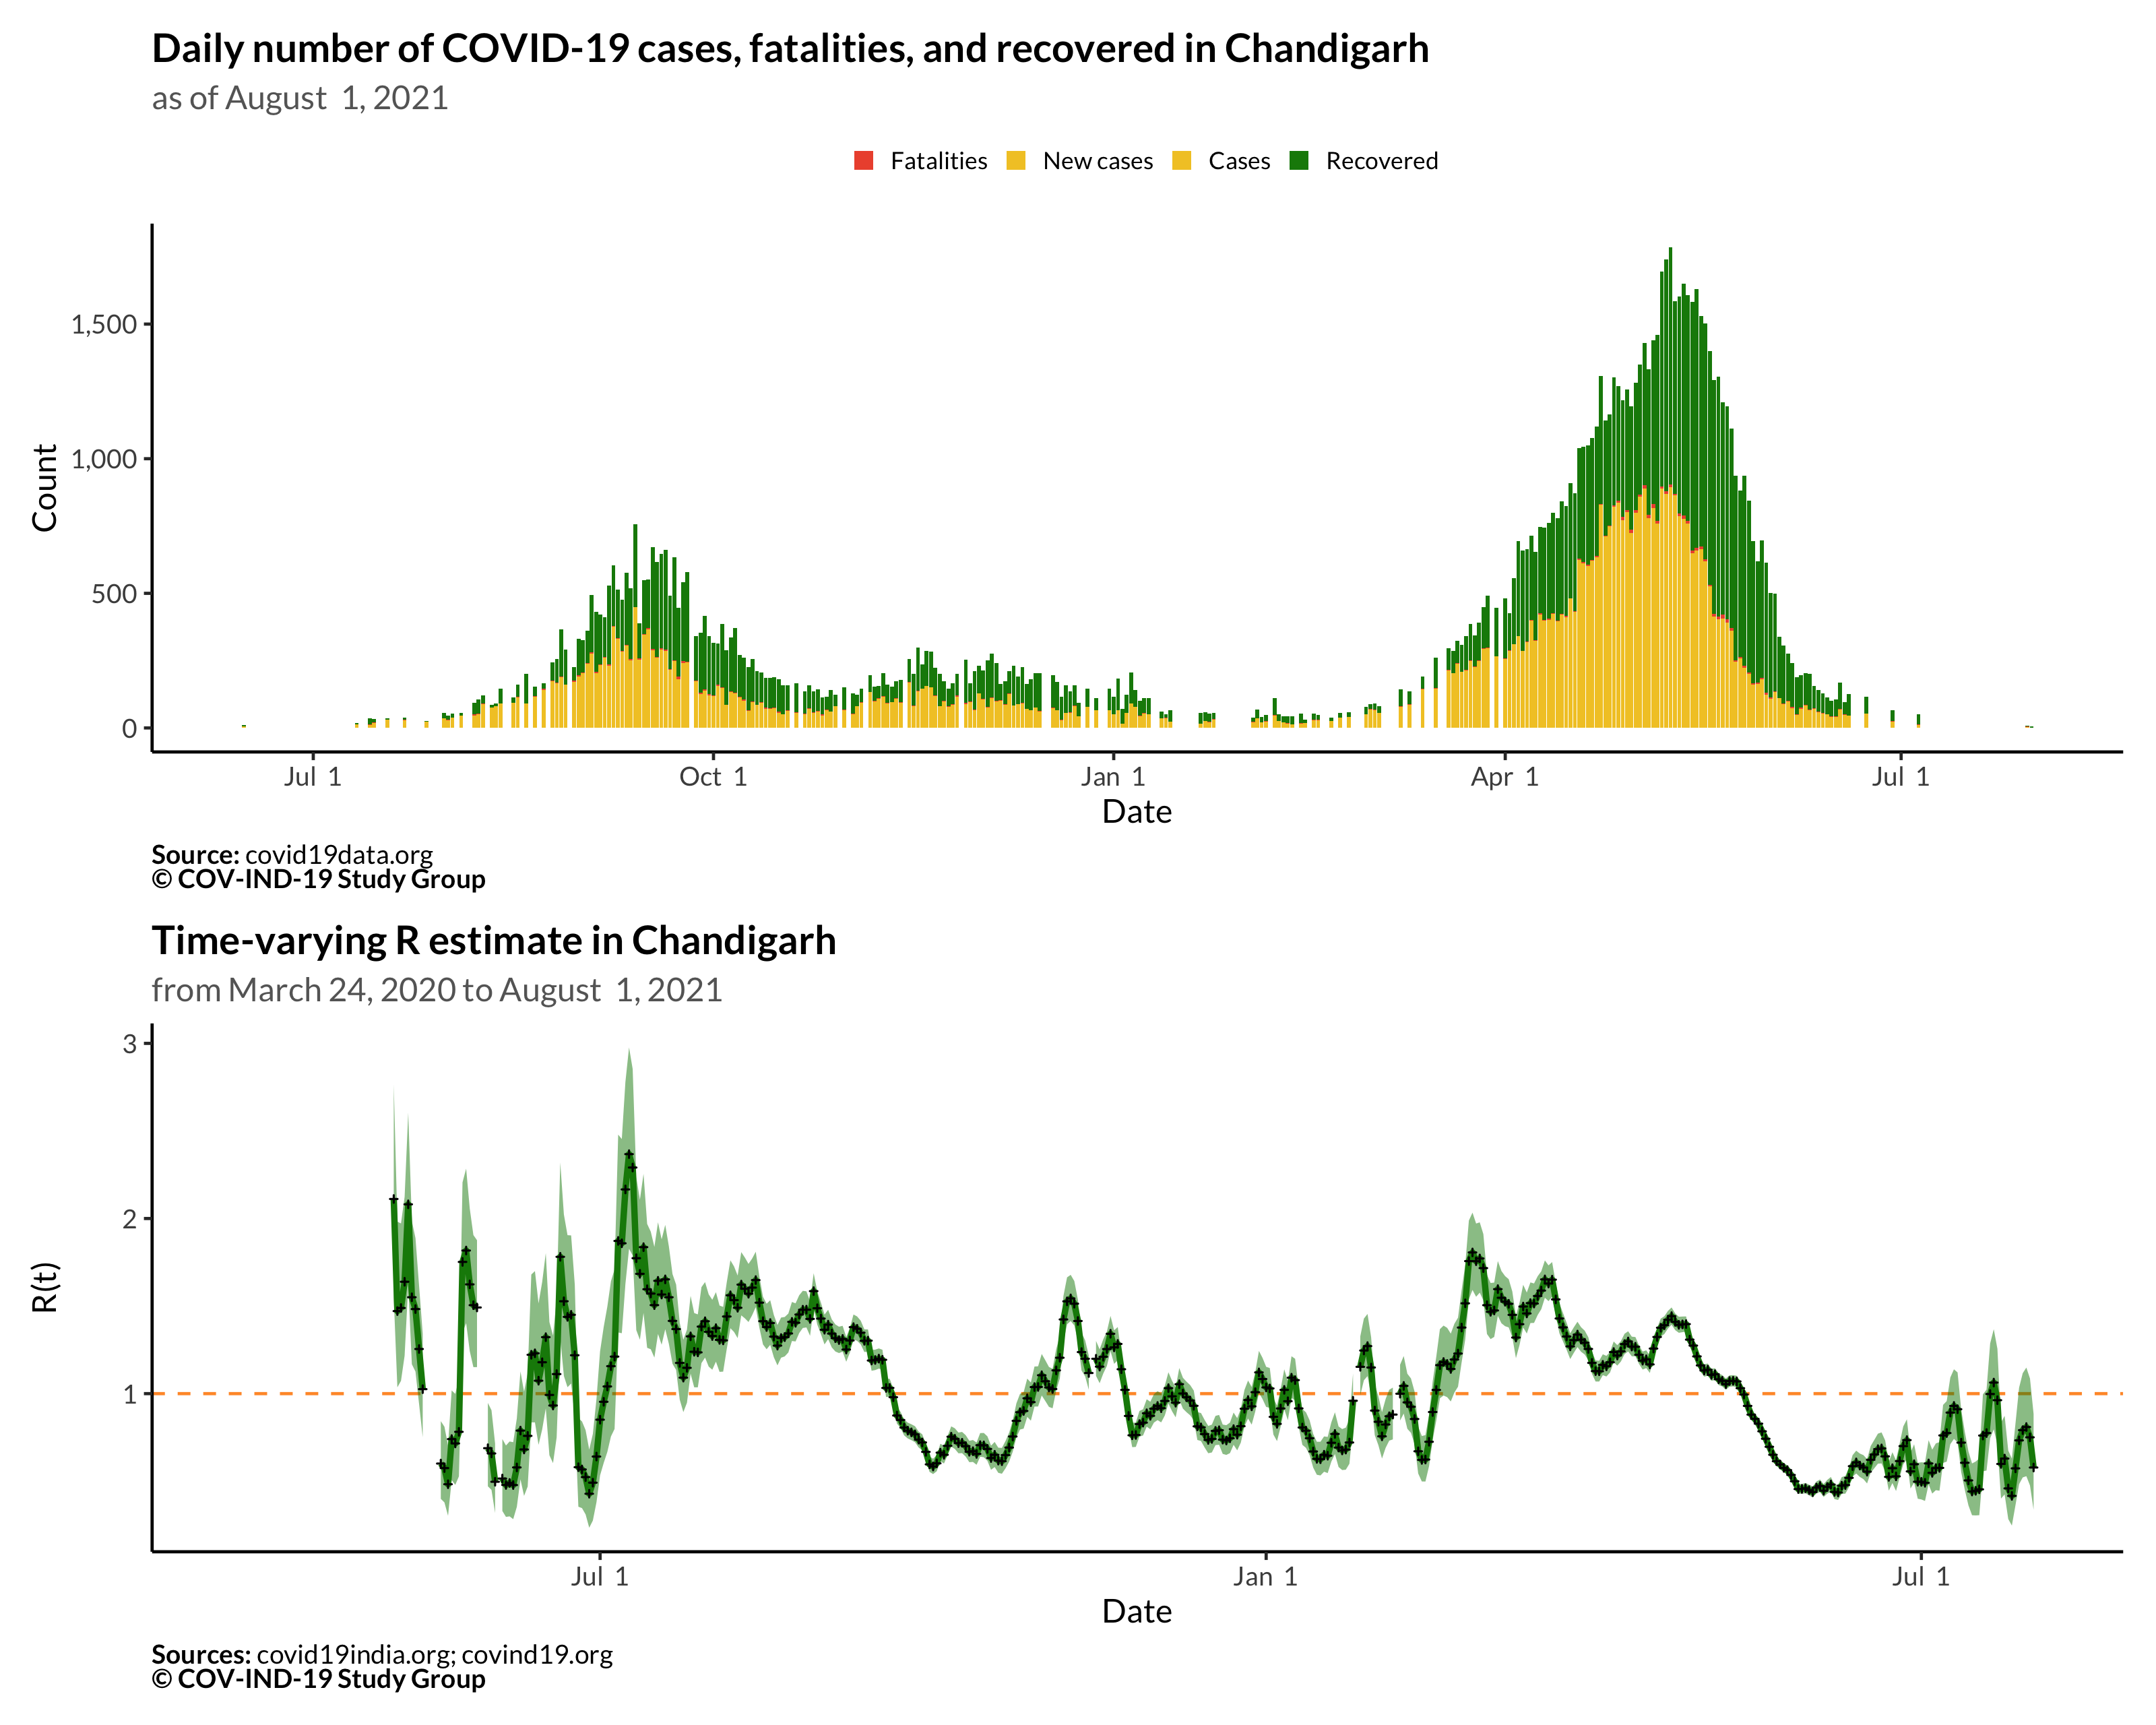 Daily number of COVID-19 cases, fatalities, and recovered in Chandigarh
as of August 1, 2021
Fatalities New cases Cases Recovered
1,500
1,000
500
0
Count
Jul 1 Oct 1 Jan 1 Apr 1 Jul 1
Date
Source: covid19data.org
© COV-IND-19 Study Group
Time-varying R estimate in Chandigarh
from March 24, 2020 to August 1, 2021
3
2
1
R(t)
Jul 1 Jan 1 Jul 1
Date
Sources: covid19india.org; covind19.org
© COV-IND-19 Study Group